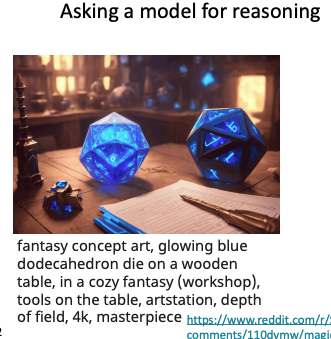 Asking a model for reasoning
fantasy concept art, glowing blue
dodecahedron die on a wooden
table, in a cozy fantasy (workshop),
tools on the table, artstation, depth
of field, 4k, masterpiece https://www.reddit.com/r/
comments/110dymw/magi